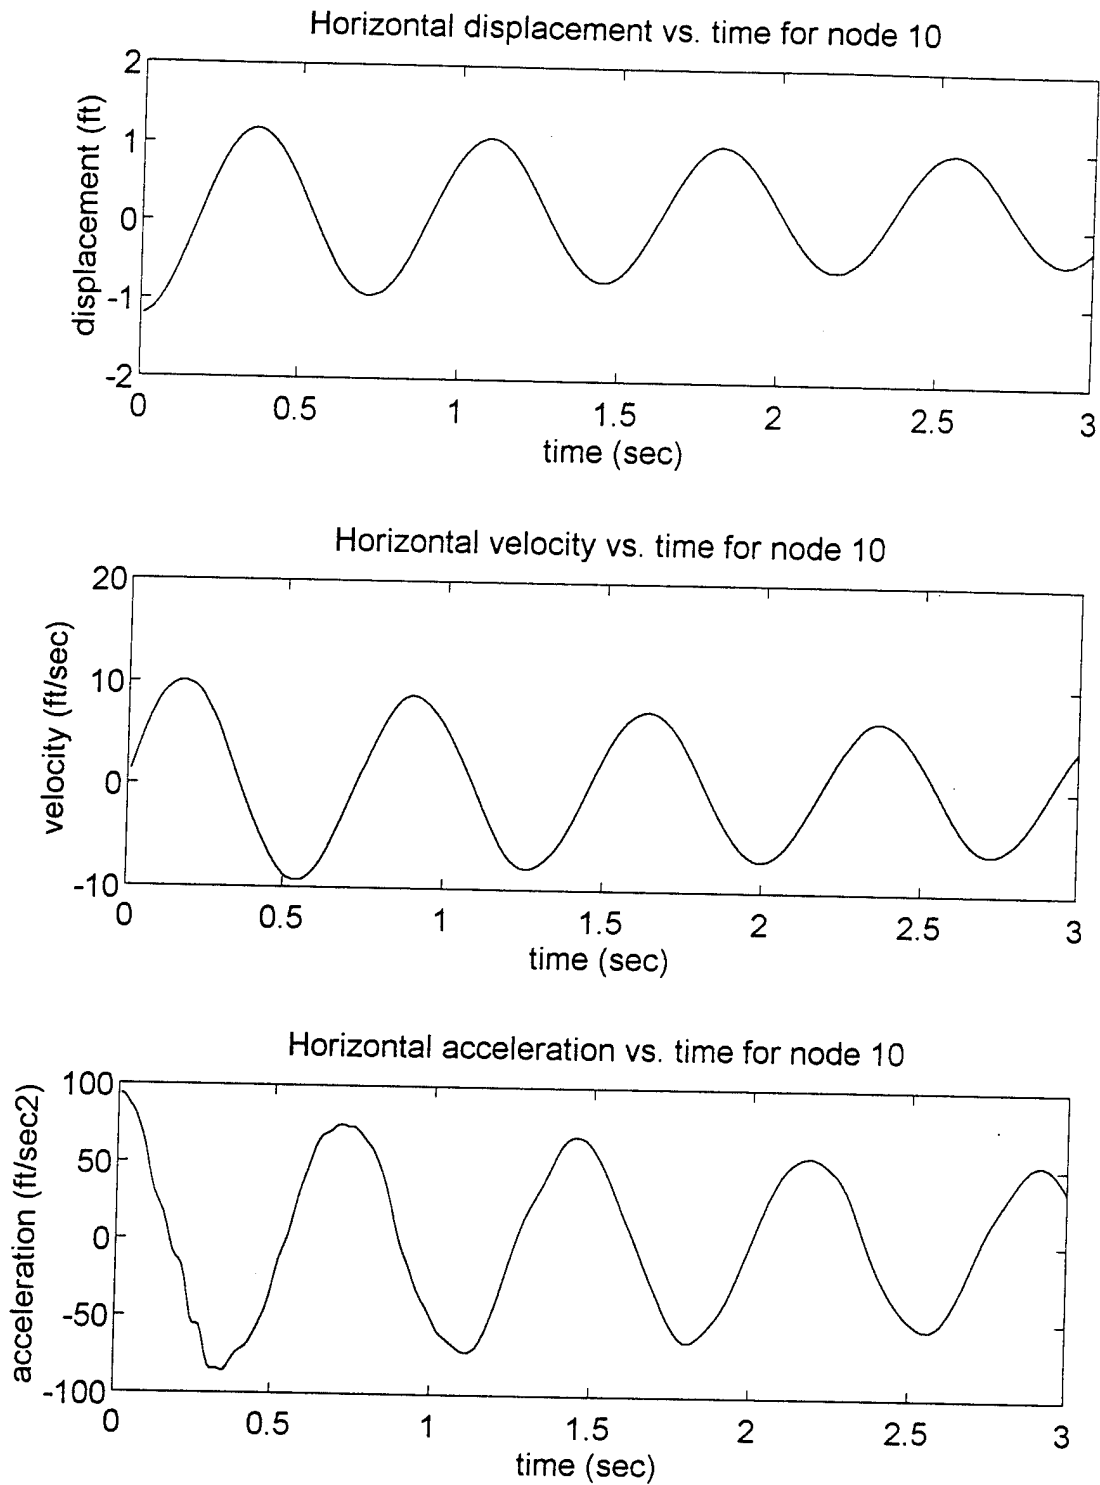 Horizontal displacement vs. time for node 10
displacement (ft)
2
1
0
-1
-2
0 0.5 1 1.5 2 2.5 3
time (sec)
Horizontal velocity vs. time for node 10
velocity (ft/sec)
20
10
0
-10
0 0.5 1 1.5 2 2.5 3
time (sec)
Horizontal acceleration vs. time for node 10
acceleration (ft/sec2)
100
50
0
-50
-100
0 0.5 1 1.5 2 2.5 3
time (sec)